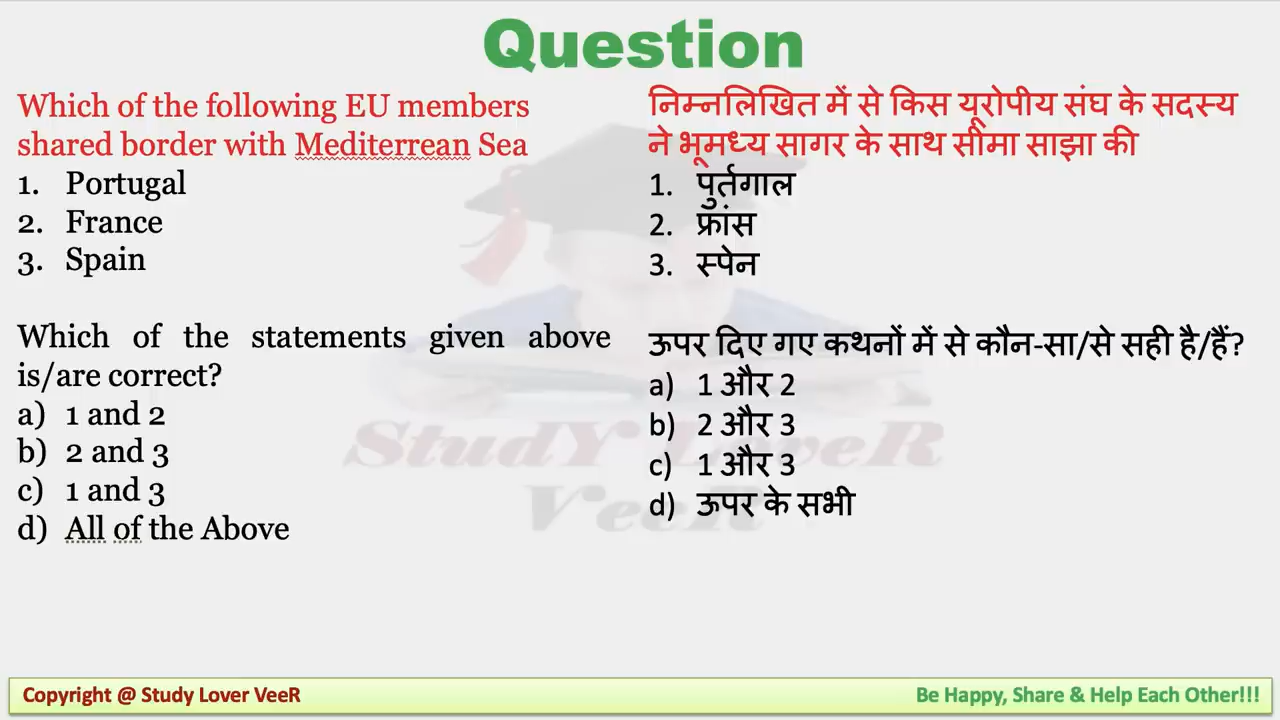 Question
Which of the following EU members
shared border with Mediterrean Sea
1. Portugal
2. France
3. Spain
Which of the statements given above
is/are correct?
a) 1 and 2
b) 2 and 3
c) 1 and 3
d) All of the Above
निम्नलिखित में से किस यूरोपीय संघ के सदस्य
ने भूमध्य सागर के साथ सीमा साझा की
1. पुर्तगाल
2. फ्रांस
3. स्पेन
ऊपर दिए गए कथनों में से कौन-सा/से सही है/हैं?
a) 1 और 2
b) 2 और 3
c) 1 और 3
d) ऊपर के सभी
StudY LoveR
VeeR
Copyright @ Study Lover VeeR
Be Happy, Share & Help Each Other!!!